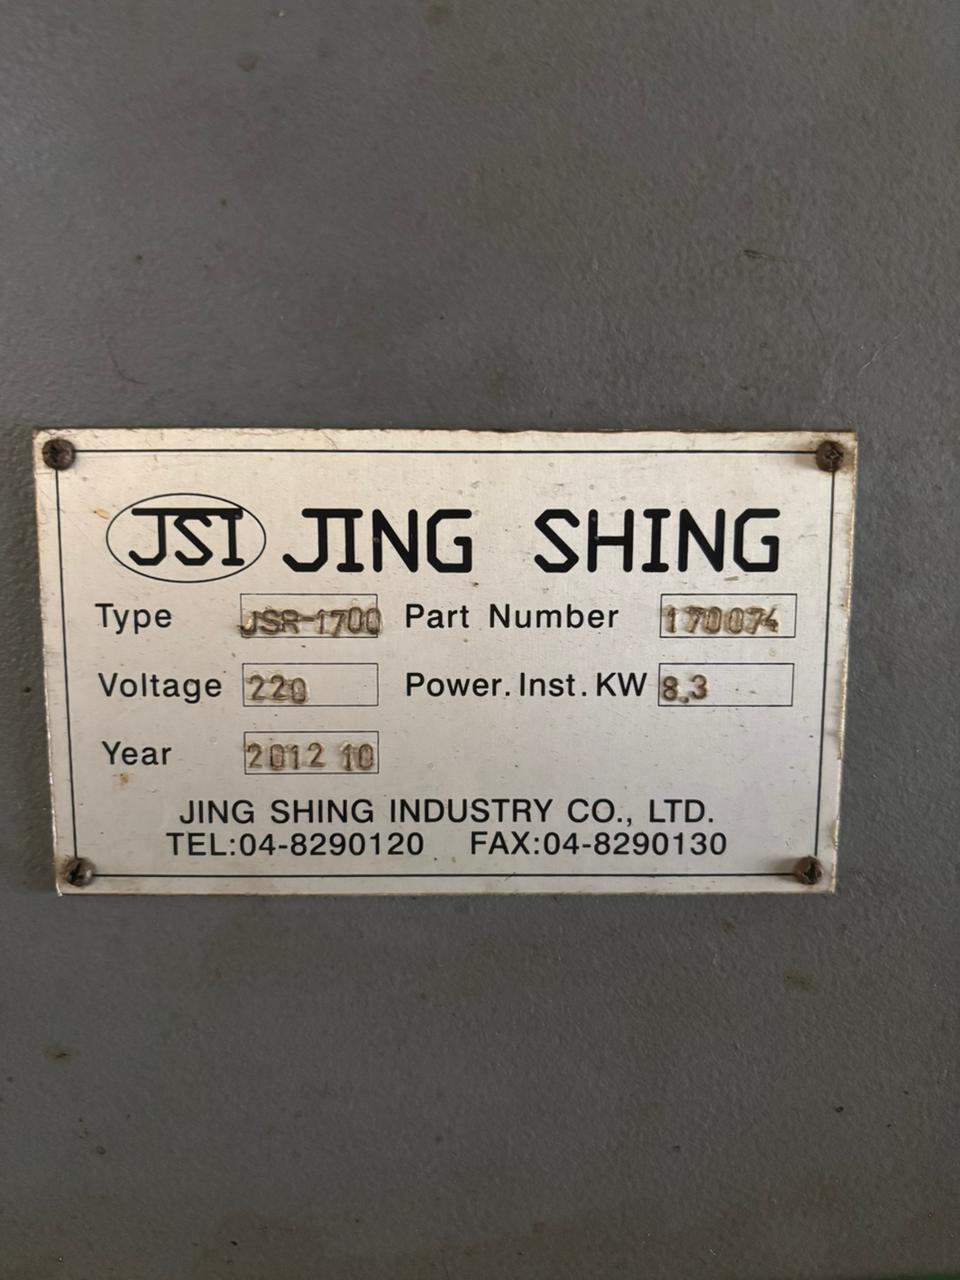 JSI JING SHING
Type JSR-1700 Part Number 170074
Voltage 220 Power.Inst.KW 8.3
Year 2012 10
JING SHING INDUSTRY CO., LTD.
TEL:04-8290120 FAX:04-8290130